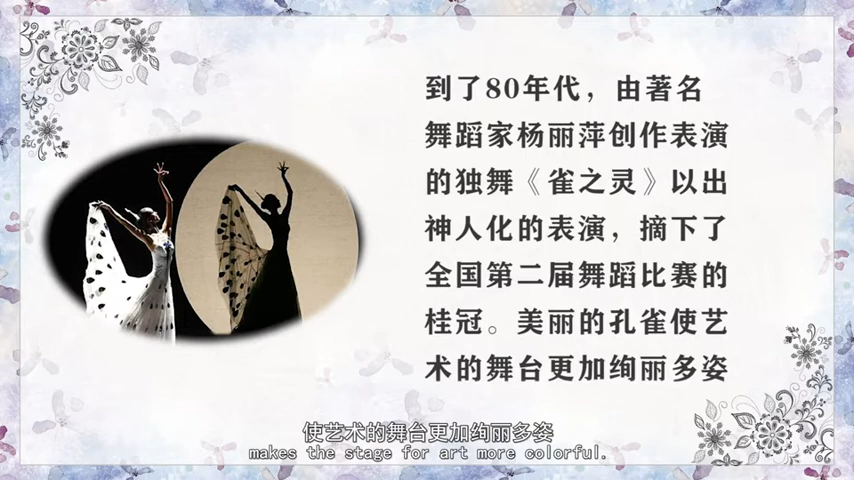 到了80年代，由著名
舞蹈家杨丽萍创作表演
的独舞《雀之灵》以出
神人化的表演，摘下了
全国第二届舞蹈比赛的
桂冠。美丽的孔雀使艺
术的舞台更加绚丽多姿
使艺术的舞台更加绚丽多姿
makes the stage for art more colorful.